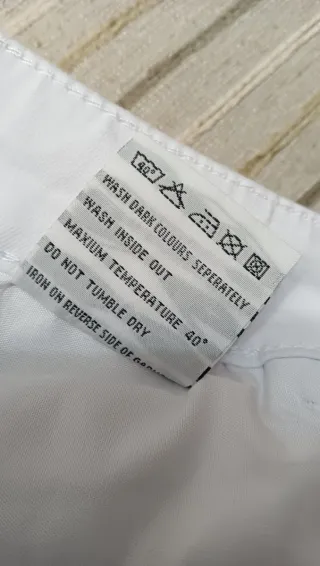 40°
WASH DARK COLOURS SEPERATELY
WASH INSIDE OUT
MAXIUM TEMPERATURE 40°
DO NOT TUMBLE DRY
IRON ON REVERSE SIDE OF